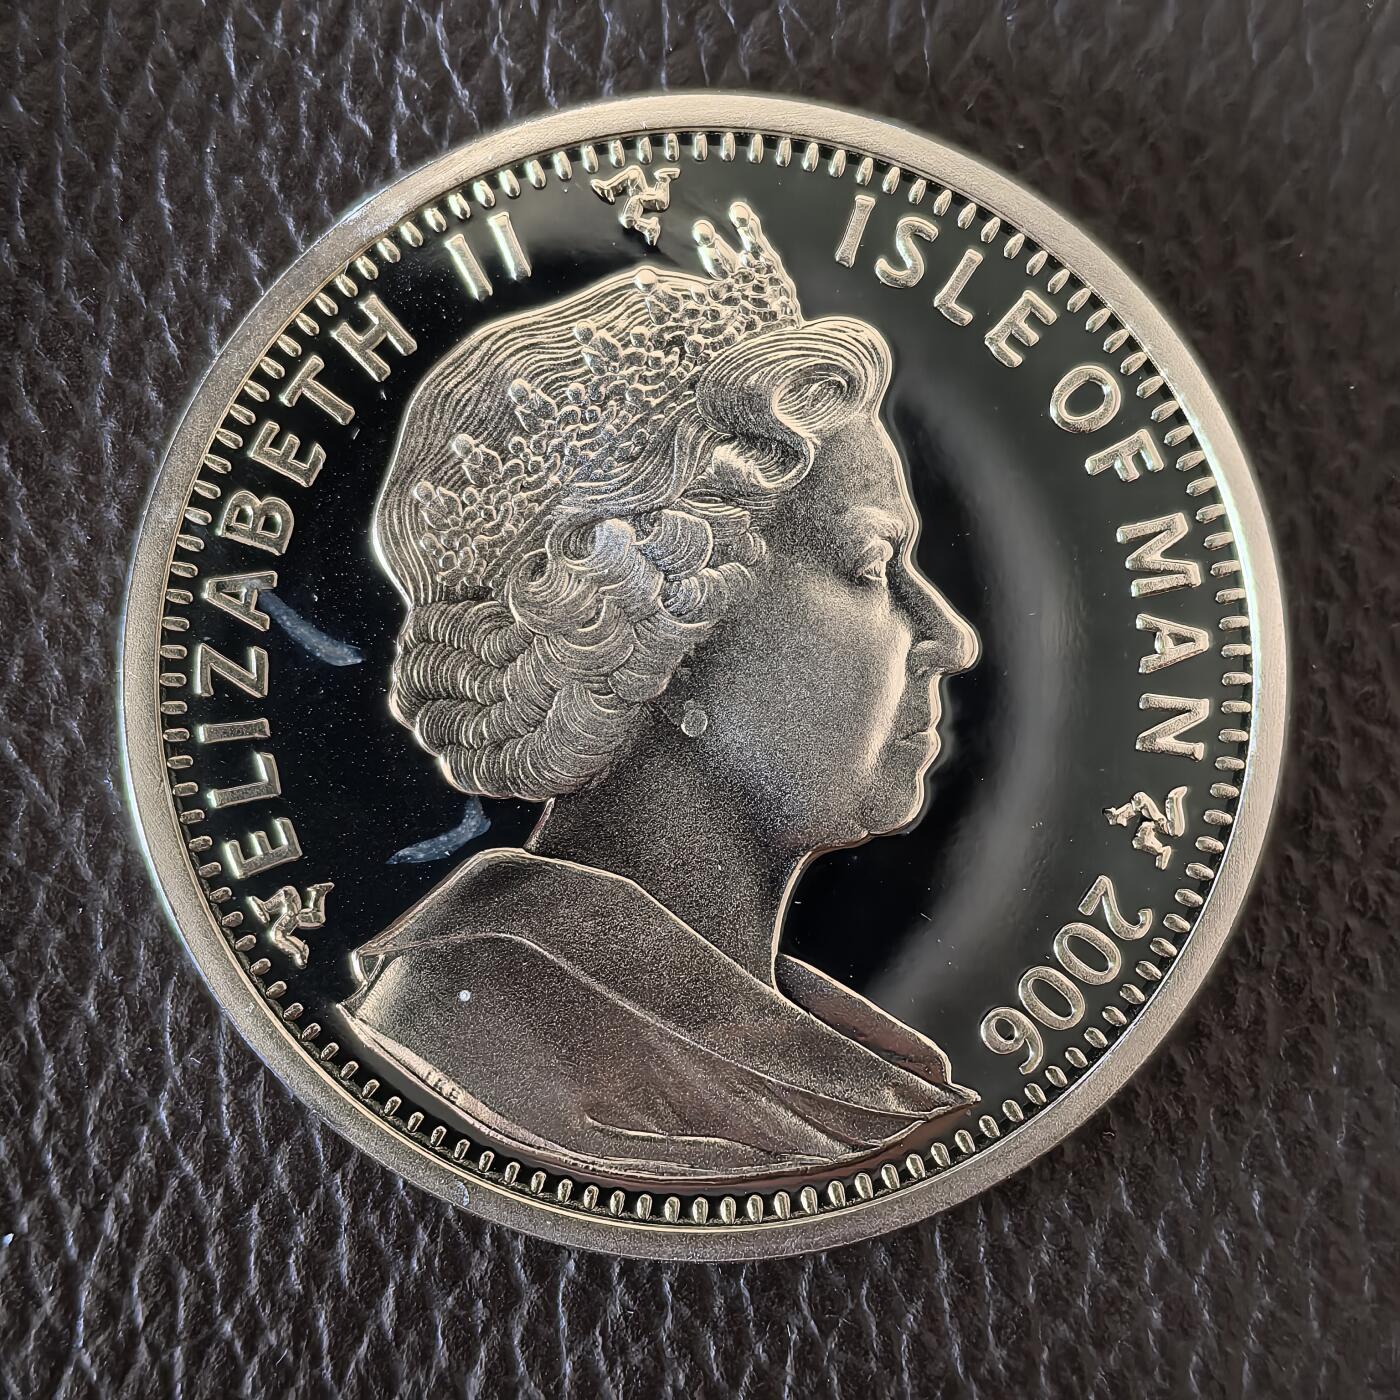 ELIZABETH II
ISLE OF MAN
2006
IRB